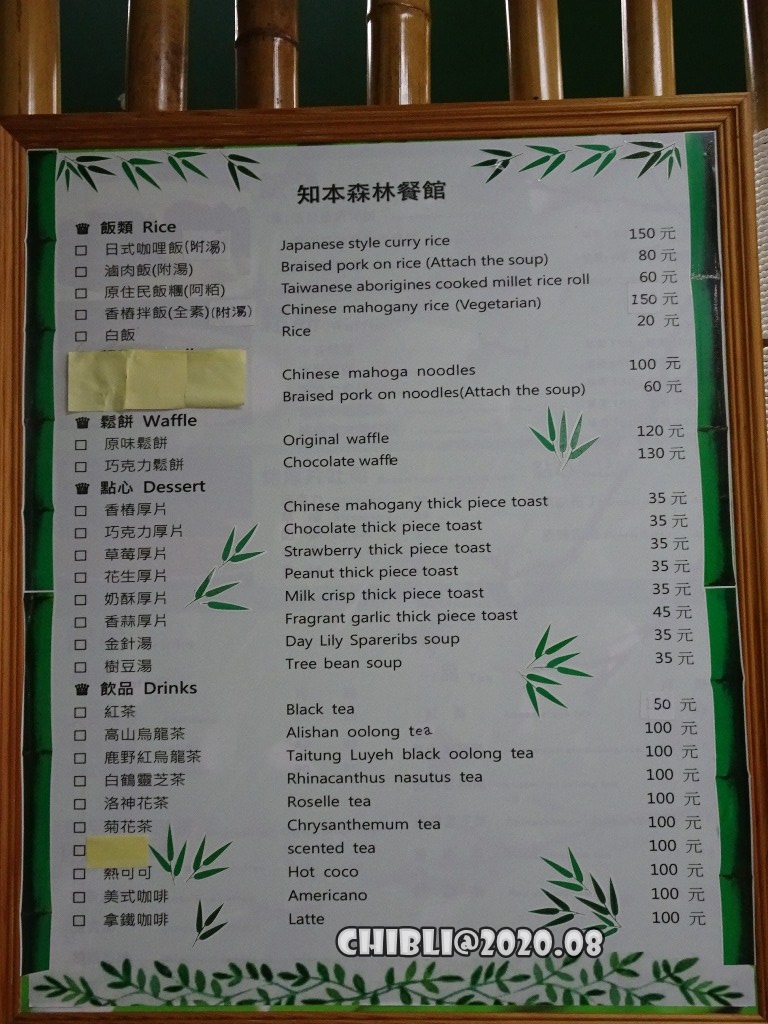 知本森林餐館
♛ 飯類 Rice
□ 日式咖哩飯(附湯) Japanese style curry rice 150 元
□ 滷肉飯(附湯) Braised pork on rice (Attach the soup) 80 元
□ 原住民飯糰(阿粨) Taiwanese aborigines cooked millet rice roll 60 元
□ 香椿拌飯(全素)(附湯) Chinese mahogany rice (Vegetarian) 150 元
□ 白飯 Rice 20 元
Chinese mahoga noodles 100 元
Braised pork on noodles(Attach the soup) 60 元
♛ 鬆餅 Waffle
□ 原味鬆餅 Original waffle 120 元
□ 巧克力鬆餅 Chocolate waffe 130 元
♛ 點心 Dessert
□ 香椿厚片 Chinese mahogany thick piece toast 35 元
□ 巧克力厚片 Chocolate thick piece toast 35 元
□ 草莓厚片 Strawberry thick piece toast 35 元
□ 花生厚片 Peanut thick piece toast 35 元
□ 奶酥厚片 Milk crisp thick piece toast 35 元
□ 香蒜厚片 Fragrant garlic thick piece toast 45 元
□ 金針湯 Day Lily Spareribs soup 35 元
□ 樹豆湯 Tree bean soup 35 元
♛ 飲品 Drinks
□ 紅茶 Black tea 50 元
□ 高山烏龍茶 Alishan oolong tea 100 元
□ 鹿野紅烏龍茶 Taitung Luyeh black oolong tea 100 元
□ 白鶴靈芝茶 Rhinacanthus nasutus tea 100 元
□ 洛神花茶 Roselle tea 100 元
□ 菊花茶 Chrysanthemum tea 100 元
□ scented tea 100 元
□ 熱可可 Hot coco 100 元
□ 美式咖啡 Americano 100 元
□ 拿鐵咖啡 Latte 100 元
CHIBLI@2020.08